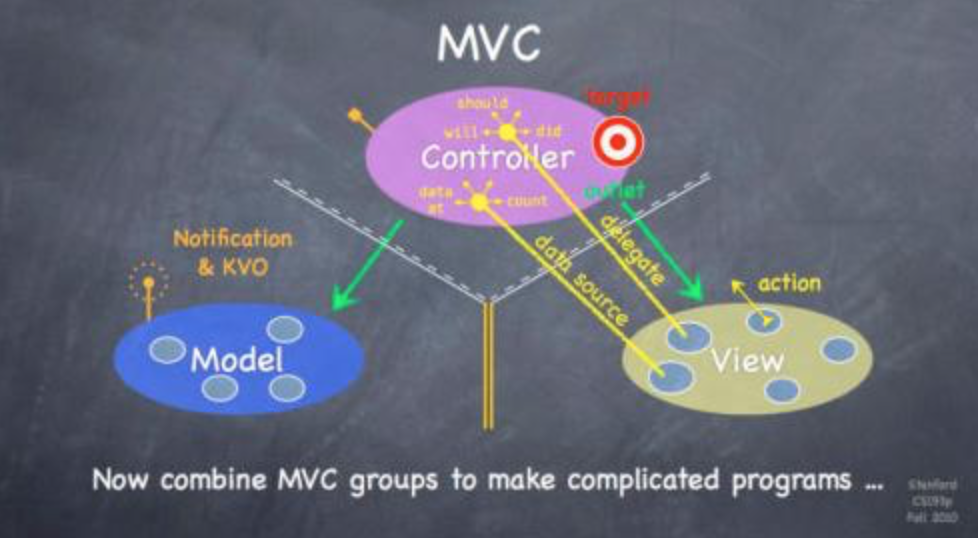 MVC
should
target
will
did
Controller
data
at
count
outlet
delegate
data source
Notification
& KVO
action
Model
View
Now combine MVC groups to make complicated programs ...
Stanford
CS193p
Fall 2010